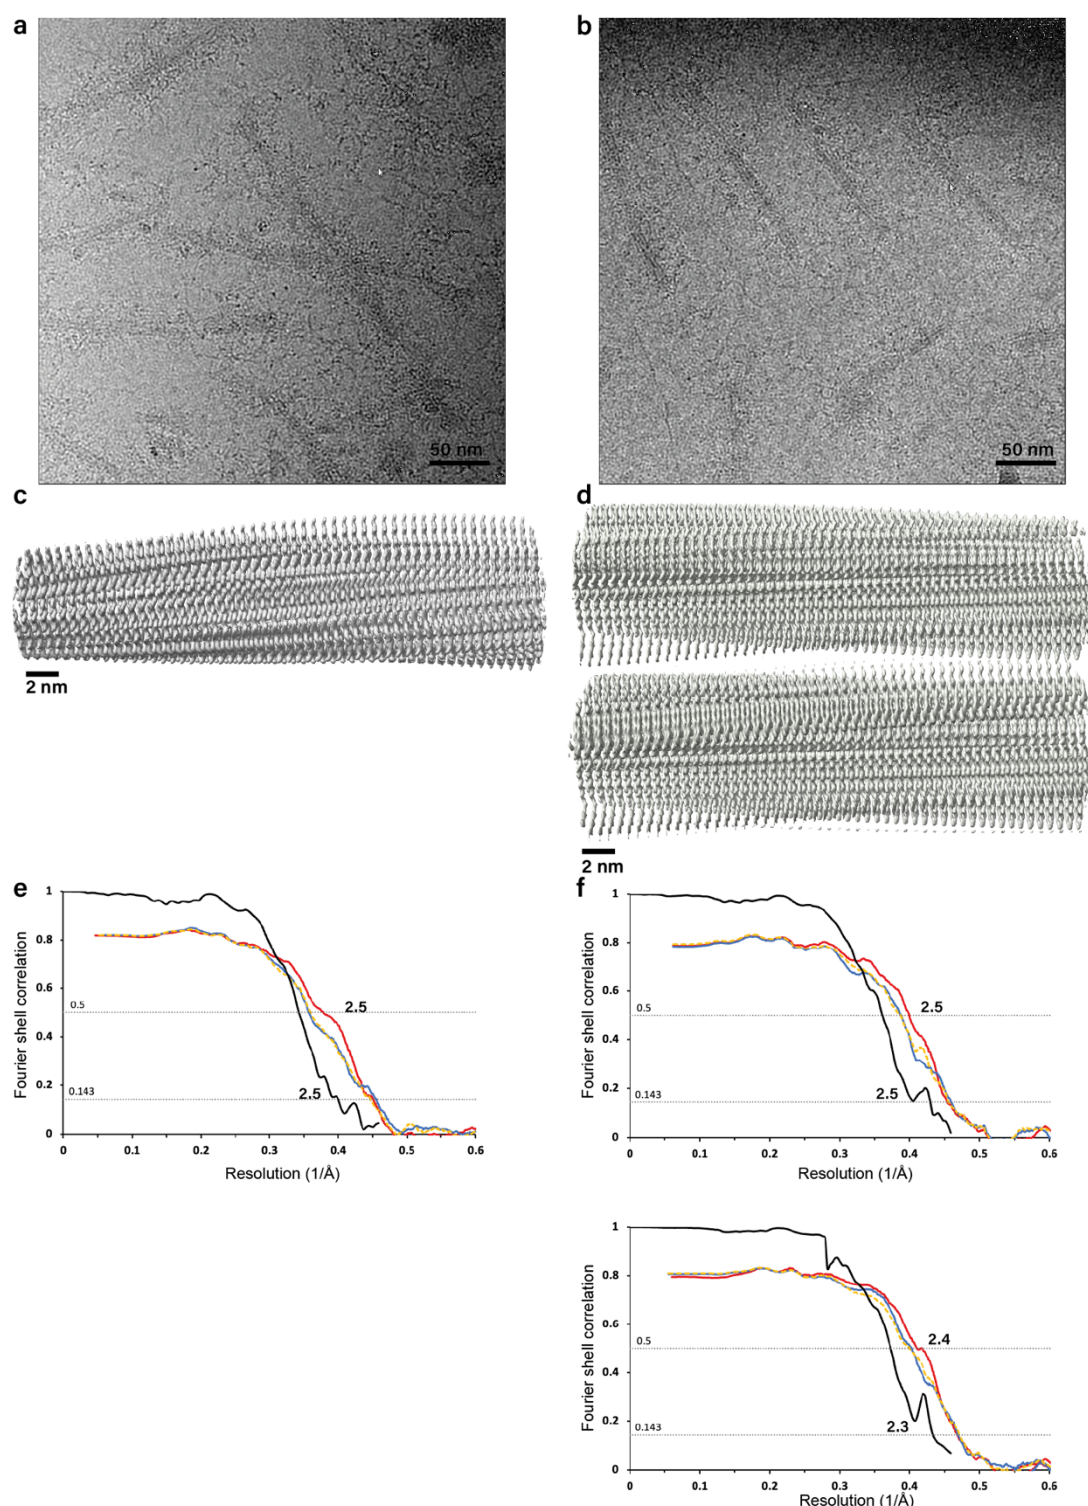 a
b
50 nm
50 nm
c
d
2 nm
2 nm
e
f
1
0.8
0.6
0.4
0.2
0
0.5
0.143
2.5
2.5
Fourier shell correlation
0 0.1 0.2 0.3 0.4 0.5 0.6
Resolution (1/Å)
1
0.8
0.6
0.4
0.2
0
0.5
0.143
2.5
2.5
Fourier shell correlation
0 0.1 0.2 0.3 0.4 0.5 0.6
Resolution (1/Å)
1
0.8
0.6
0.4
0.2
0
0.5
0.143
2.4
2.3
Fourier shell correlation
0 0.1 0.2 0.3 0.4 0.5 0.6
Resolution (1/Å)